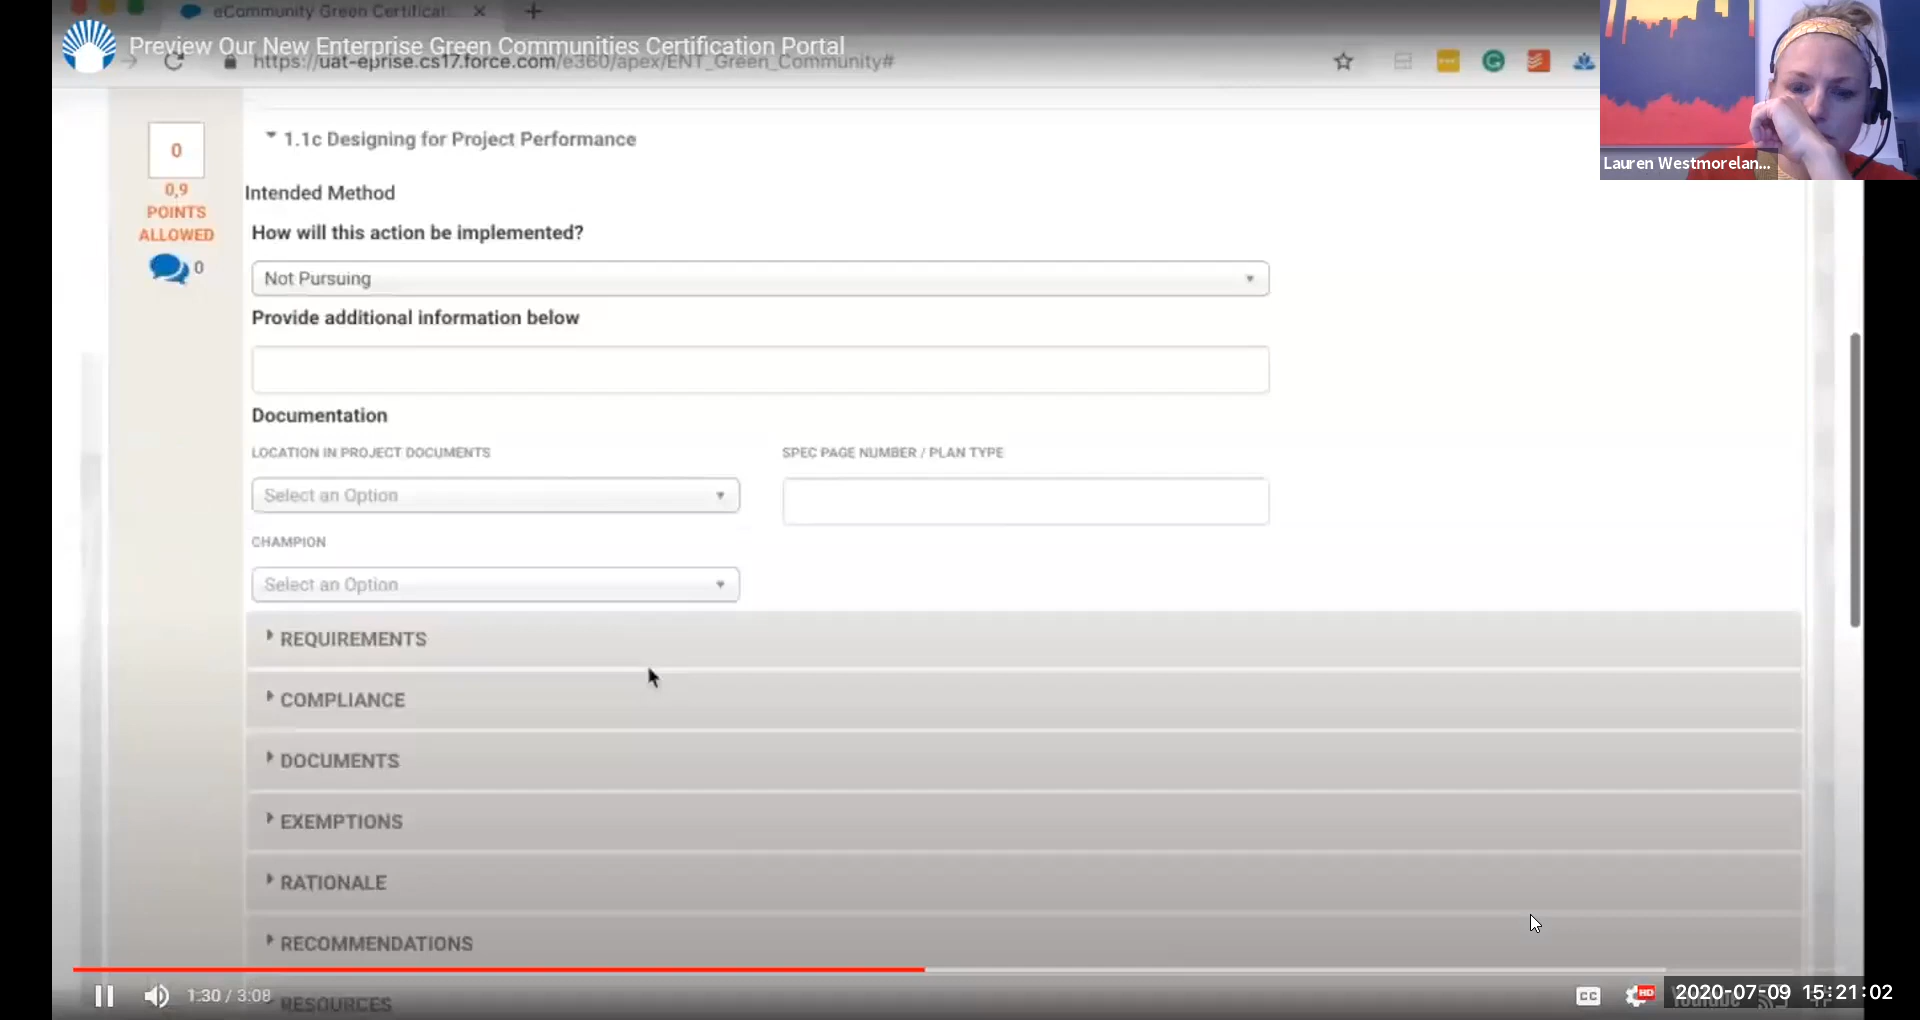 eCommunity Green Certificat
Preview Our New Enterprise Green Communities Certification Portal
https://uat-eprise.cs17.force.com/e360/apex/ENT_Green_Community#
Lauren Westmorelan...
0
0,9
POINTS
ALLOWED
0
1.1c Designing for Project Performance
Intended Method
How will this action be implemented?
Not Pursuing
Provide additional information below
Documentation
LOCATION IN PROJECT DOCUMENTS
SPEC PAGE NUMBER / PLAN TYPE
Select an Option
CHAMPION
Select an Option
REQUIREMENTS
COMPLIANCE
DOCUMENTS
EXEMPTIONS
RATIONALE
RECOMMENDATIONS
RESOURCES
1:30 / 3:08
CC
HD
YouTube
2020-07-09 15:21:02